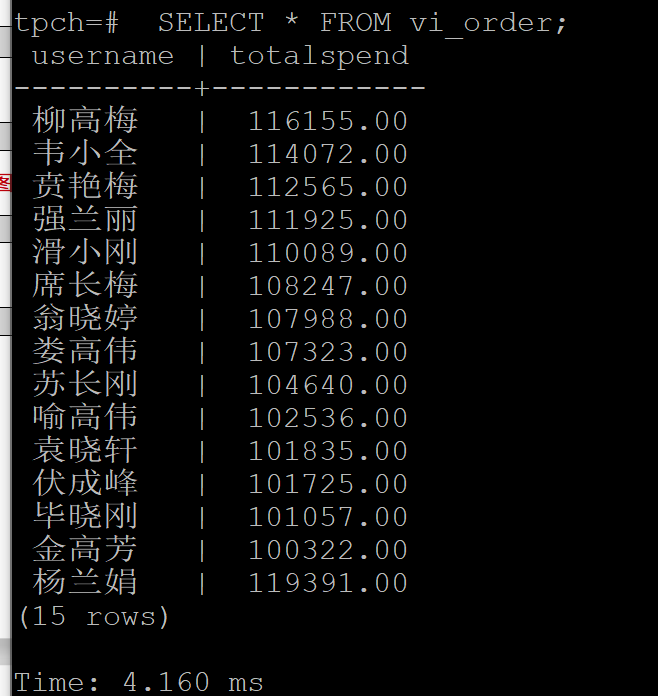 tpch=#  SELECT * FROM vi_order;
 username | totalspend
----------+------------
 柳高梅   |  116155.00
 韦小全   |  114072.00
 贲艳梅   |  112565.00
 强兰丽   |  111925.00
 滑小刚   |  110089.00
 席长梅   |  108247.00
 翁晓婷   |  107988.00
 娄高伟   |  107323.00
 苏长刚   |  104640.00
 喻高伟   |  102536.00
 袁晓轩   |  101835.00
 伏成峰   |  101725.00
 毕晓刚   |  101057.00
 金高芳   |  100322.00
 杨兰娟   |  119391.00
(15 rows)
Time: 4.160 ms